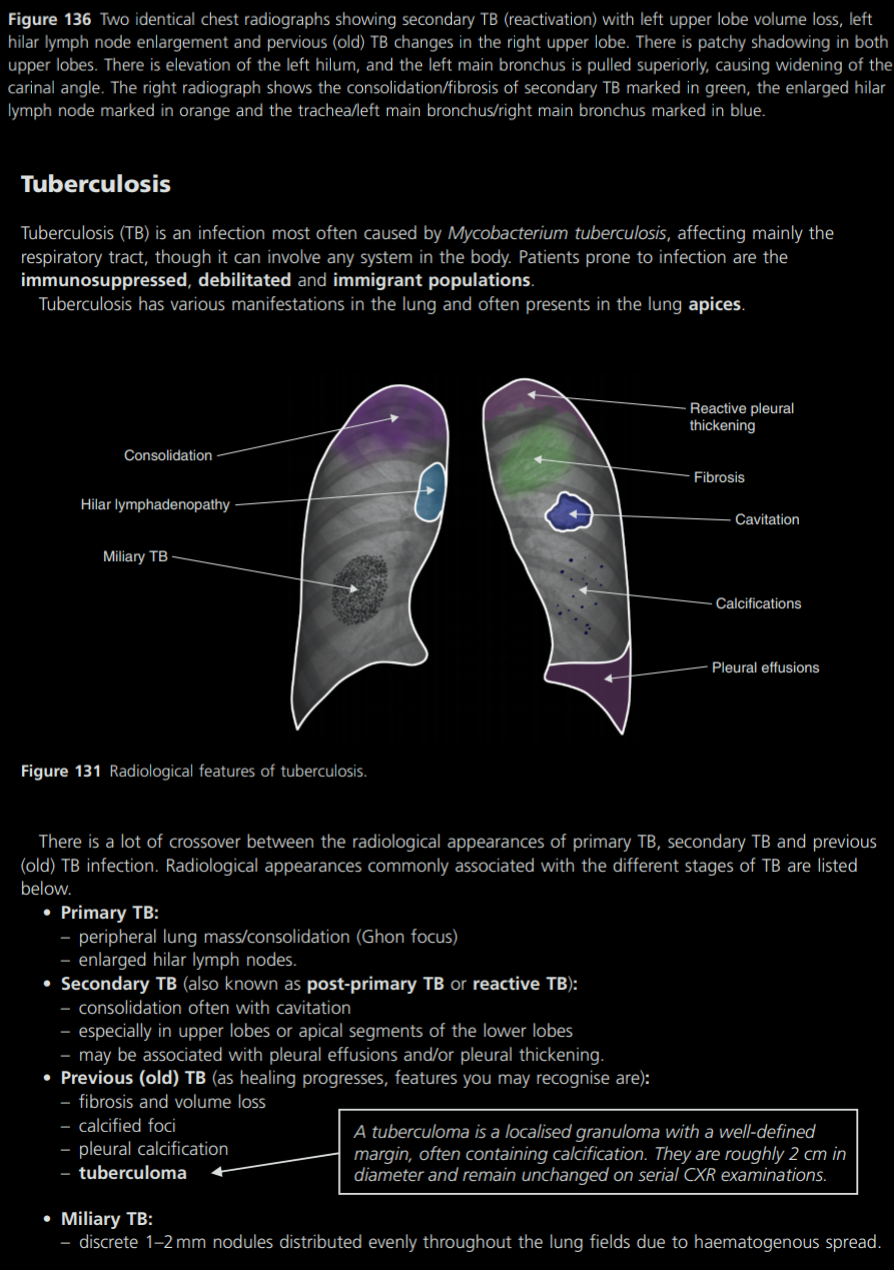 Figure 136 Two identical chest radiographs showing secondary TB (reactivation) with left upper lobe volume loss, left
hilar lymph node enlargement and pervious (old) TB changes in the right upper lobe. There is patchy shadowing in both
upper lobes. There is elevation of the left hilum, and the left main bronchus is pulled superiorly, causing widening of the
carinal angle. The right radiograph shows the consolidation/fibrosis of secondary TB marked in green, the enlarged hilar
lymph node marked in orange and the trachea/left main bronchus/right main bronchus marked in blue.
Tuberculosis
Tuberculosis (TB) is an infection most often caused by Mycobacterium tuberculosis, affecting mainly the
respiratory tract, though it can involve any system in the body. Patients prone to infection are the
immunosuppressed, debilitated and immigrant populations.
Tuberculosis has various manifestations in the lung and often presents in the lung apices.
Consolidation
Hilar lymphadenopathy
Miliary TB
Reactive pleural
thickening
Fibrosis
Cavitation
Calcifications
Pleural effusions
Figure 131 Radiological features of tuberculosis.
There is a lot of crossover between the radiological appearances of primary TB, secondary TB and previous
(old) TB infection. Radiological appearances commonly associated with the different stages of TB are listed
below.
• Primary TB:
– peripheral lung mass/consolidation (Ghon focus)
– enlarged hilar lymph nodes.
• Secondary TB (also known as post-primary TB or reactive TB):
– consolidation often with cavitation
– especially in upper lobes or apical segments of the lower lobes
– may be associated with pleural effusions and/or pleural thickening.
• Previous (old) TB (as healing progresses, features you may recognise are):
– fibrosis and volume loss
– calcified foci
– pleural calcification
– tuberculoma
A tuberculoma is a localised granuloma with a well-defined
margin, often containing calcification. They are roughly 2 cm in
diameter and remain unchanged on serial CXR examinations.
• Miliary TB:
– discrete 1–2 mm nodules distributed evenly throughout the lung fields due to haematogenous spread.